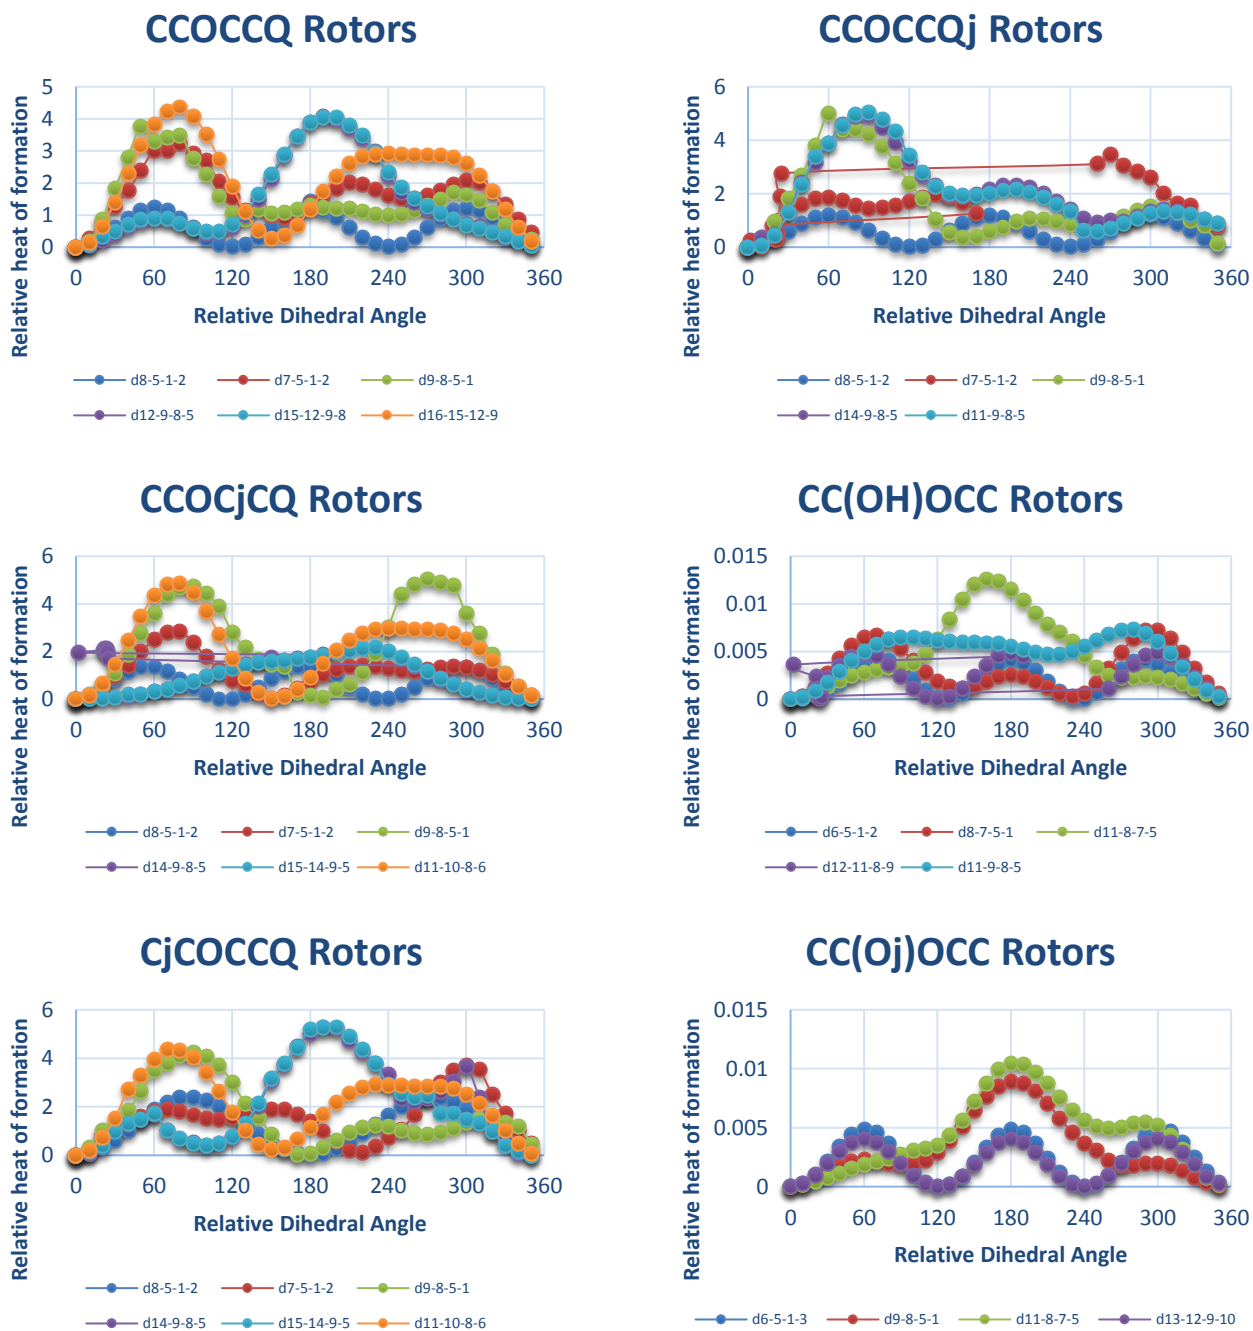 CCOCCQ Rotors
Relative heat of formation
5
4
3
2
1
0
0 60 120 180 240 300 360
Relative Dihedral Angle
d8-5-1-2 d7-5-1-2 d9-8-5-1
d12-9-8-5 d15-12-9-8 d16-15-12-9
CCOCCQj Rotors
Relative heat of formation
6
4
2
0
0 60 120 180 240 300 360
Relative Dihedral Angle
d8-5-1-2 d7-5-1-2 d9-8-5-1
d14-9-8-5 d11-9-8-5
CCOCjCQ Rotors
Relative heat of formation
6
4
2
0
0 60 120 180 240 300 360
Relative Dihedral Angle
d8-5-1-2 d7-5-1-2 d9-8-5-1
d14-9-8-5 d15-14-9-5 d11-10-8-6
CC(OH)OCC Rotors
Relative heat of formation
0.015
0.01
0.005
0
0 60 120 180 240 300 360
Relative Dihedral Angle
d6-5-1-2 d8-7-5-1 d11-8-7-5
d12-11-8-9 d11-9-8-5
CjCOCCQ Rotors
Relative heat of formation
6
4
2
0
0 60 120 180 240 300 360
Relative Dihedral Angle
d8-5-1-2 d7-5-1-2 d9-8-5-1
d14-9-8-5 d15-14-9-5 d11-10-8-6
CC(Oj)OCC Rotors
Relative heat of formation
0.015
0.01
0.005
0
0 60 120 180 240 300 360
Relative Dihedral Angle
d6-5-1-3 d9-8-5-1 d11-8-7-5 d13-12-9-10